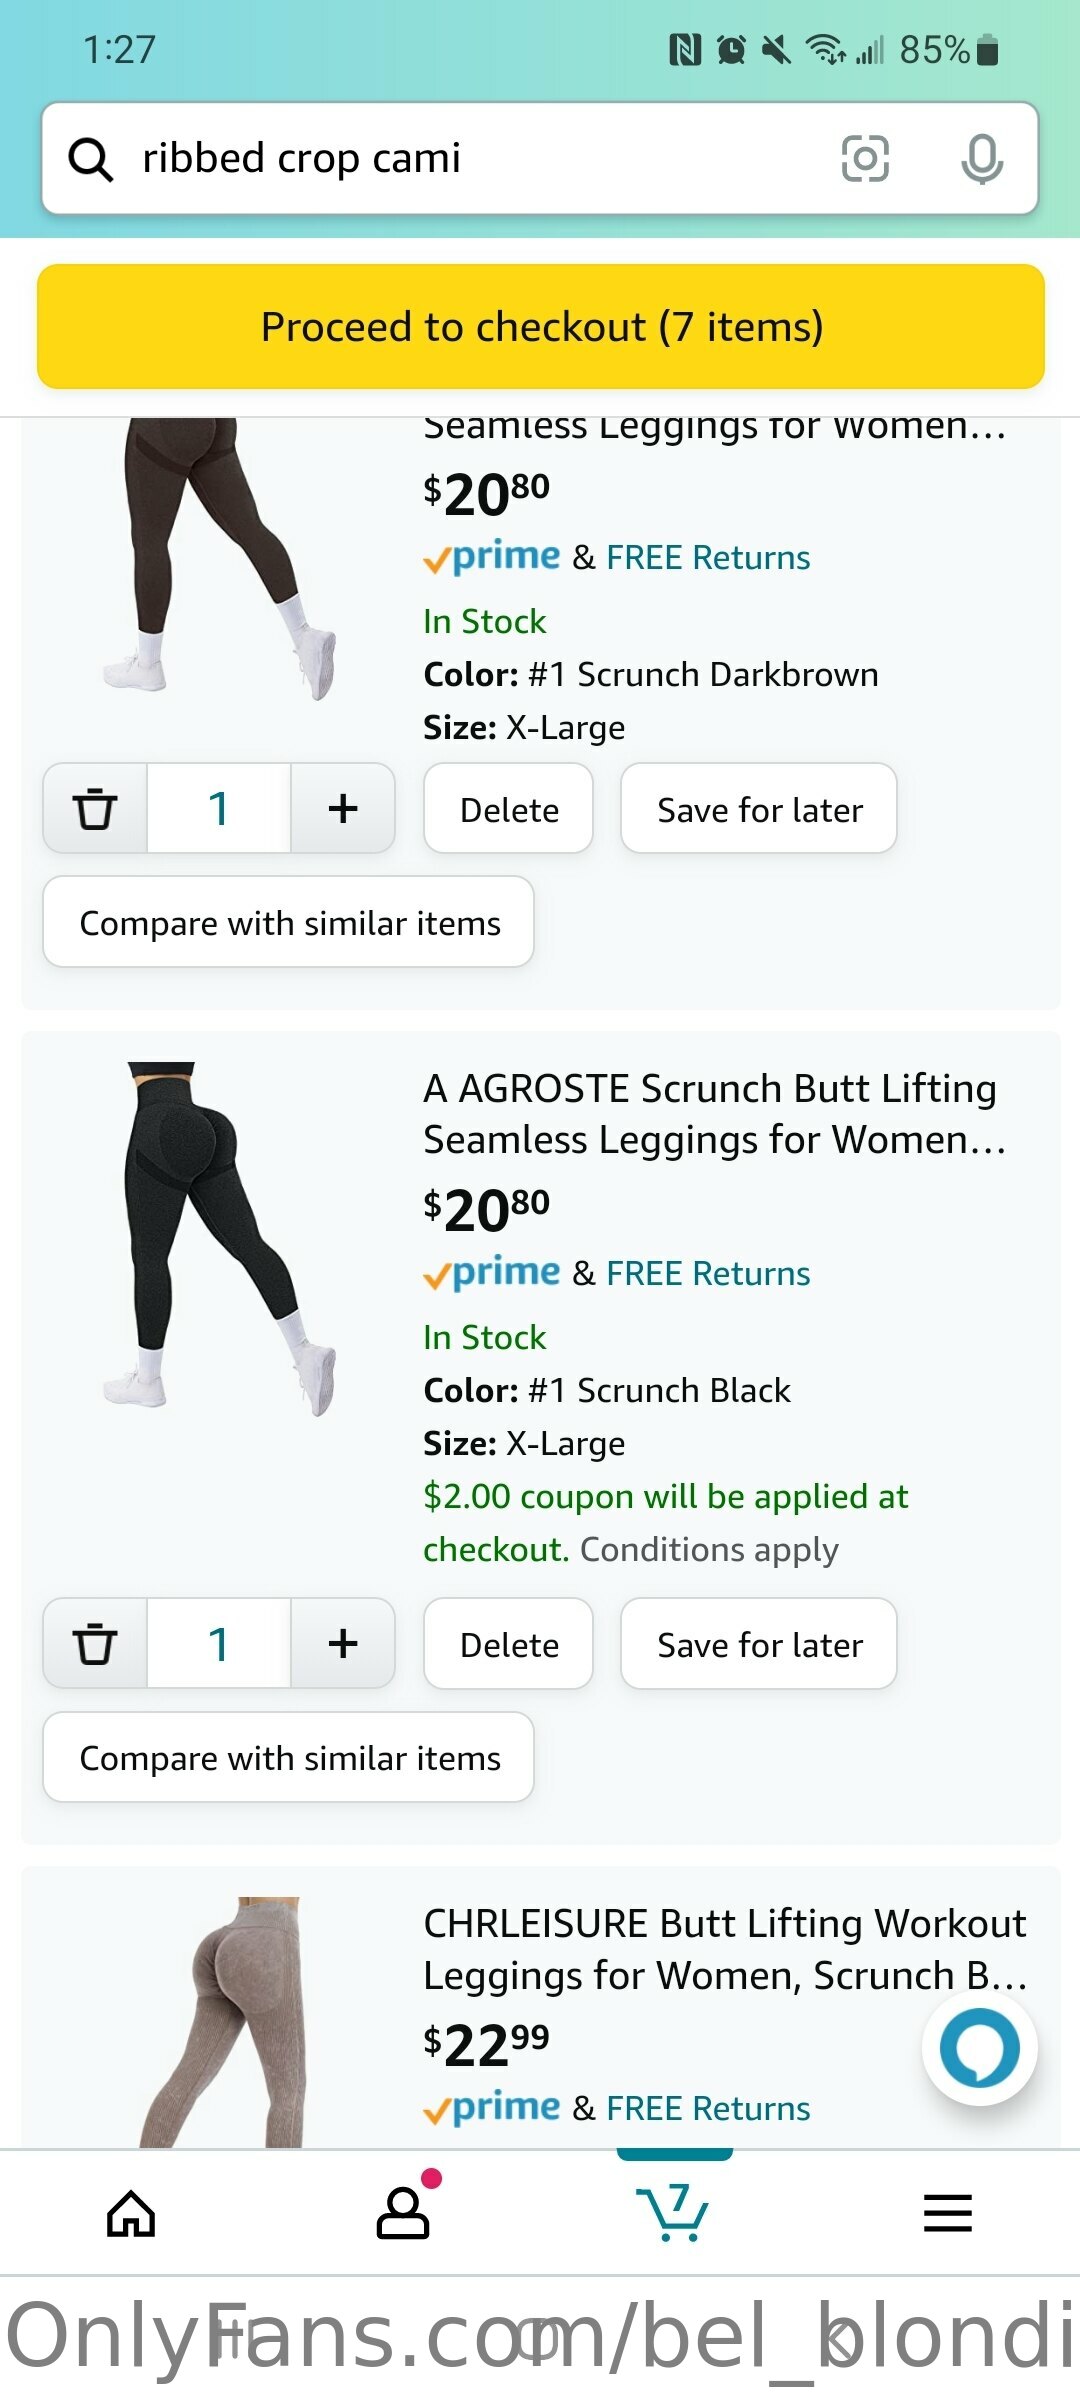 1:27
85%
ribbed crop cami
Proceed to checkout (7 items)
Seamless Leggings for Women...
$20.80
prime & FREE Returns
In Stock
Color: #1 Scrunch Darkbrown
Size: X-Large
1 + Delete Save for later
Compare with similar items
A AGROSTE Scrunch Butt Lifting
Seamless Leggings for Women...
$20.80
prime & FREE Returns
In Stock
Color: #1 Scrunch Black
Size: X-Large
$2.00 coupon will be applied at
checkout. Conditions apply
1 + Delete Save for later
Compare with similar items
CHRLEISURE Butt Lifting Workout
Leggings for Women, Scrunch B...
$22.99
prime & FREE Returns
7
OnlyFans.com/bel_blondi